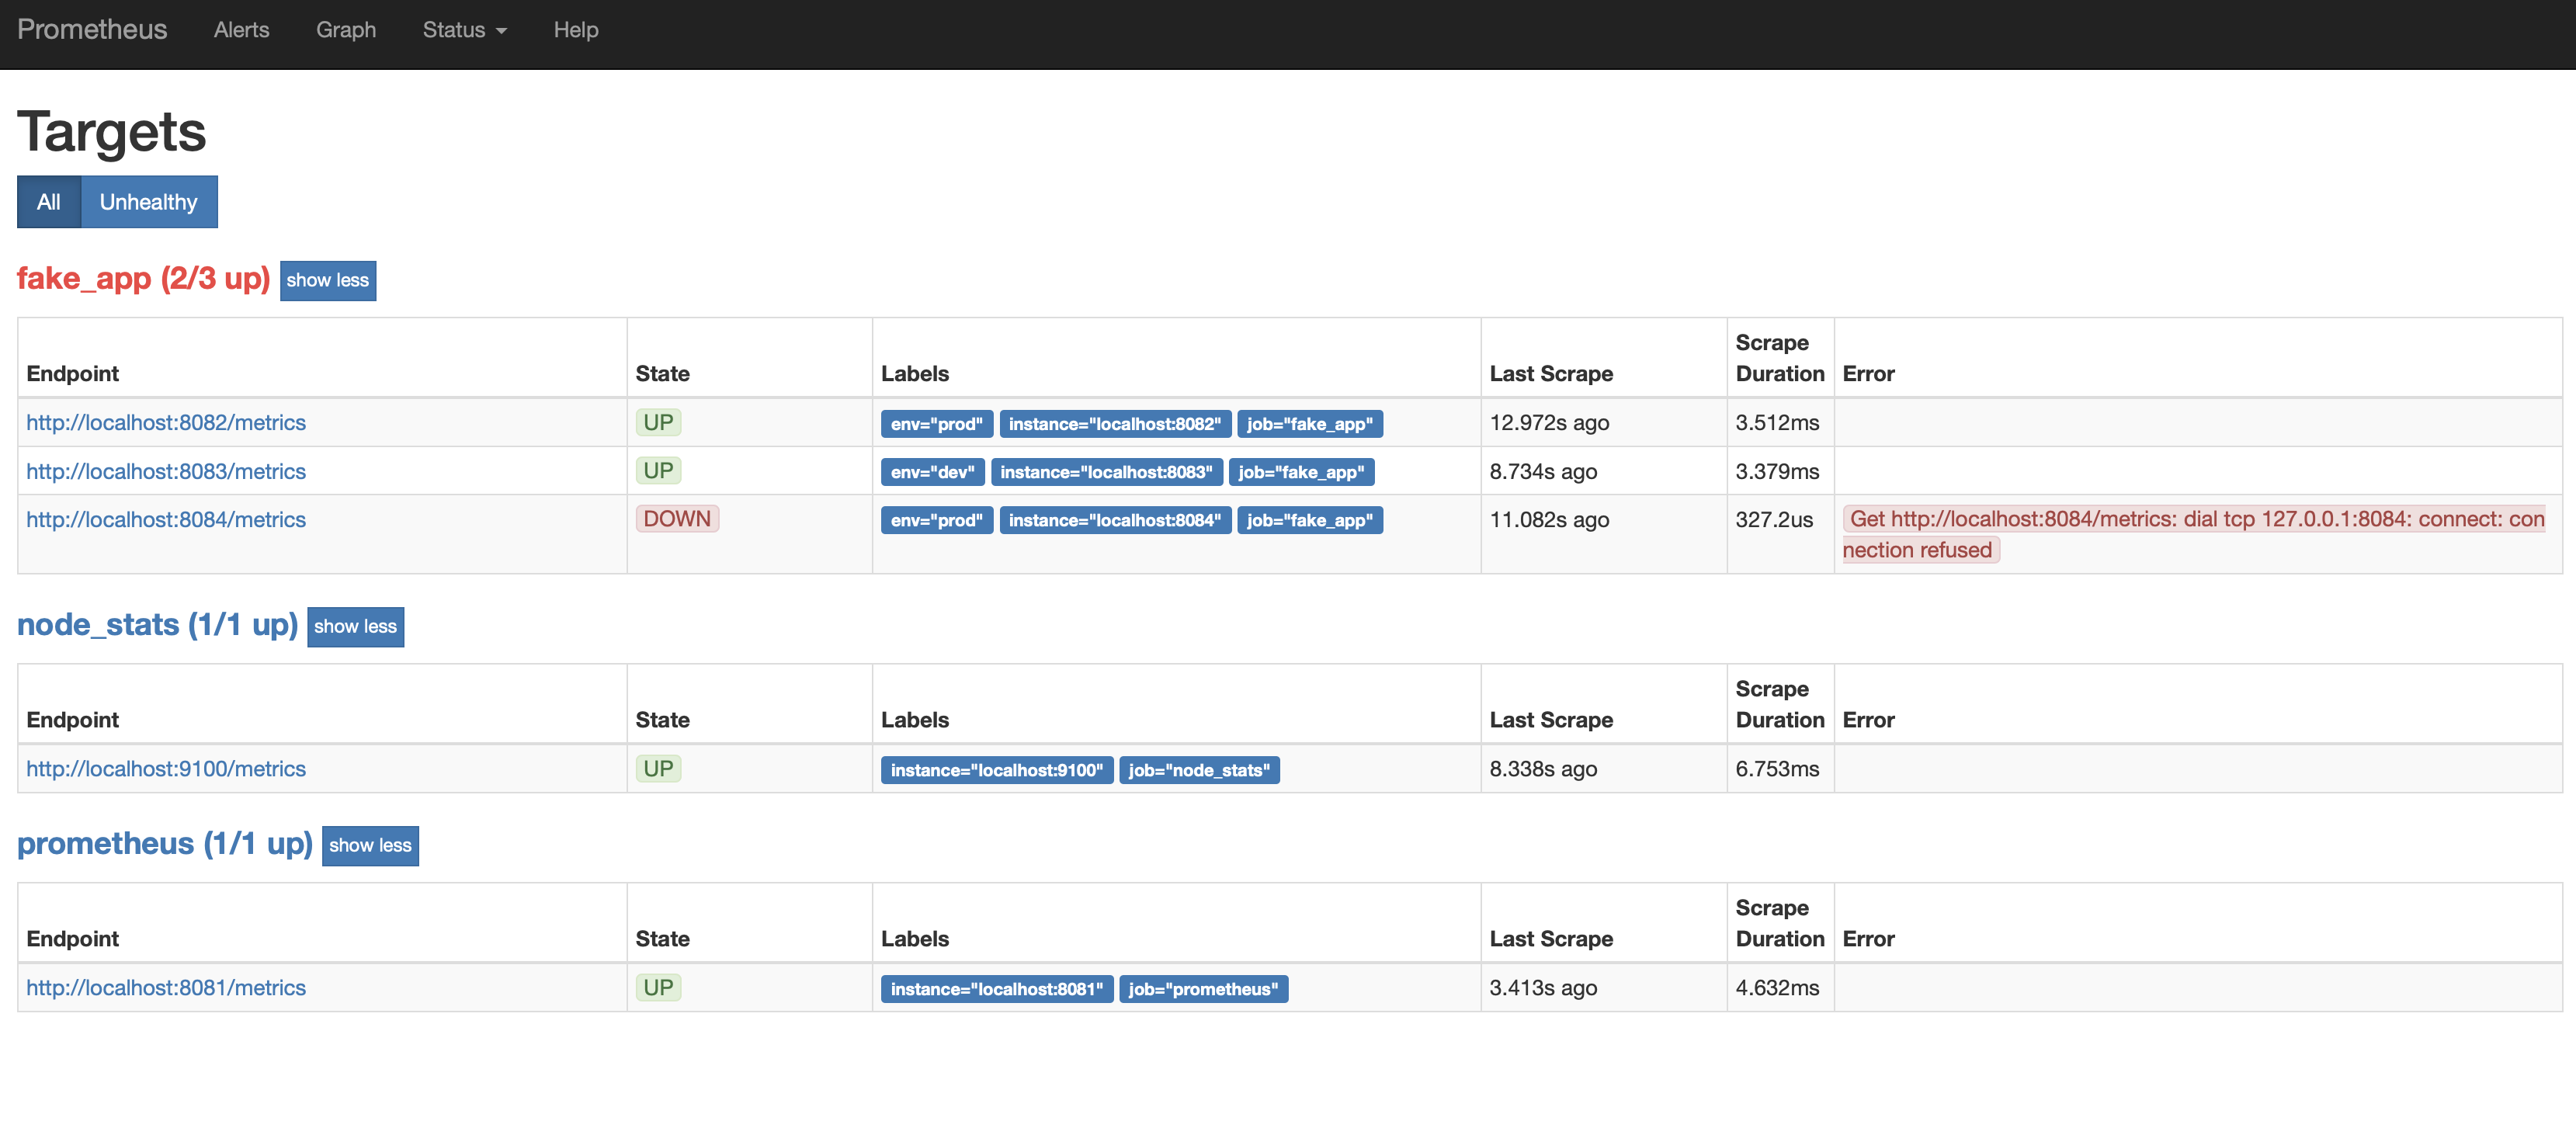 Prometheus Alerts Graph Status Help
Targets
All Unhealthy
fake_app (2/3 up) show less
Endpoint State Labels Last Scrape Scrape Duration Error
http://localhost:8082/metrics UP env="prod" instance="localhost:8082" job="fake_app" 12.972s ago 3.512ms
http://localhost:8083/metrics UP env="dev" instance="localhost:8083" job="fake_app" 8.734s ago 3.379ms
http://localhost:8084/metrics DOWN env="prod" instance="localhost:8084" job="fake_app" 11.082s ago 327.2us Get http://localhost:8084/metrics: dial tcp 127.0.0.1:8084: connect: con
nection refused
node_stats (1/1 up) show less
Endpoint State Labels Last Scrape Scrape Duration Error
http://localhost:9100/metrics UP instance="localhost:9100" job="node_stats" 8.338s ago 6.753ms
prometheus (1/1 up) show less
Endpoint State Labels Last Scrape Scrape Duration Error
http://localhost:8081/metrics UP instance="localhost:8081" job="prometheus" 3.413s ago 4.632ms